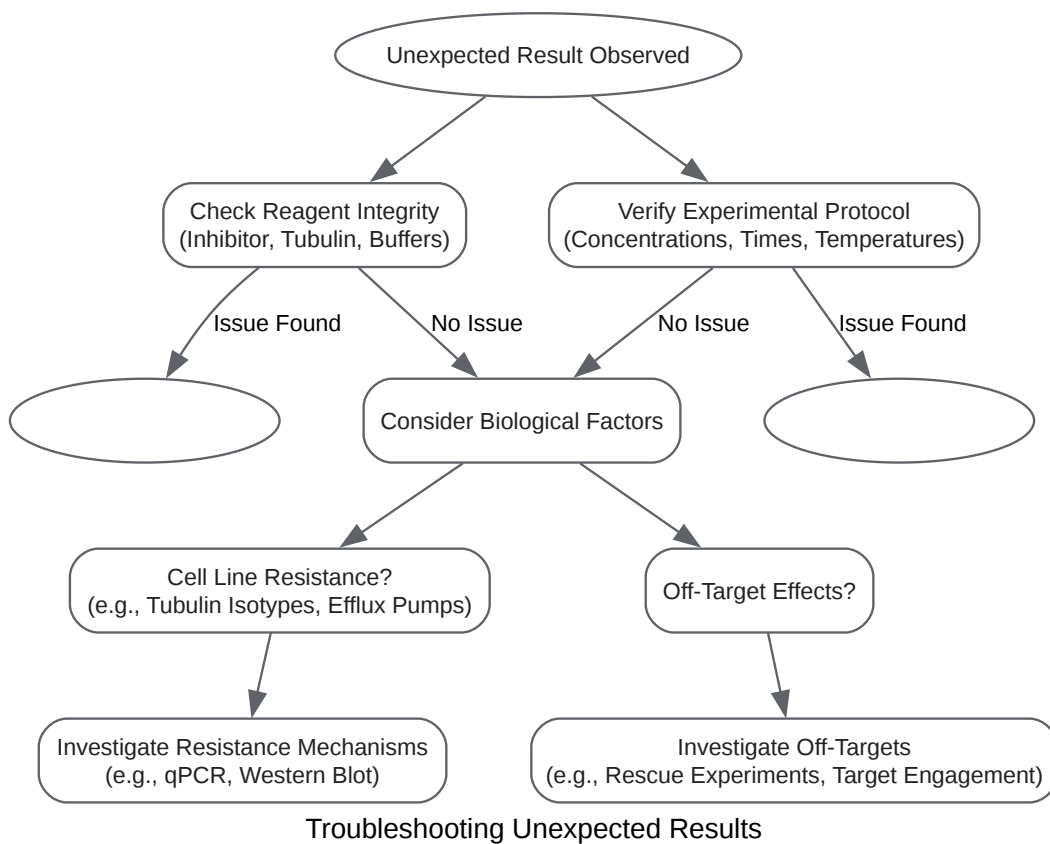 Unexpected Result Observed
Check Reagent Integrity
(Inhibitor, Tubulin, Buffers)
Verify Experimental Protocol
(Concentrations, Times, Temperatures)
Issue Found
No Issue
No Issue
Issue Found
Consider Biological Factors
Cell Line Resistance?
(e.g., Tubulin Isotypes, Efflux Pumps)
Off-Target Effects?
Investigate Resistance Mechanisms
(e.g., qPCR, Western Blot)
Investigate Off-Targets
(e.g., Rescue Experiments, Target Engagement)
Troubleshooting Unexpected Results